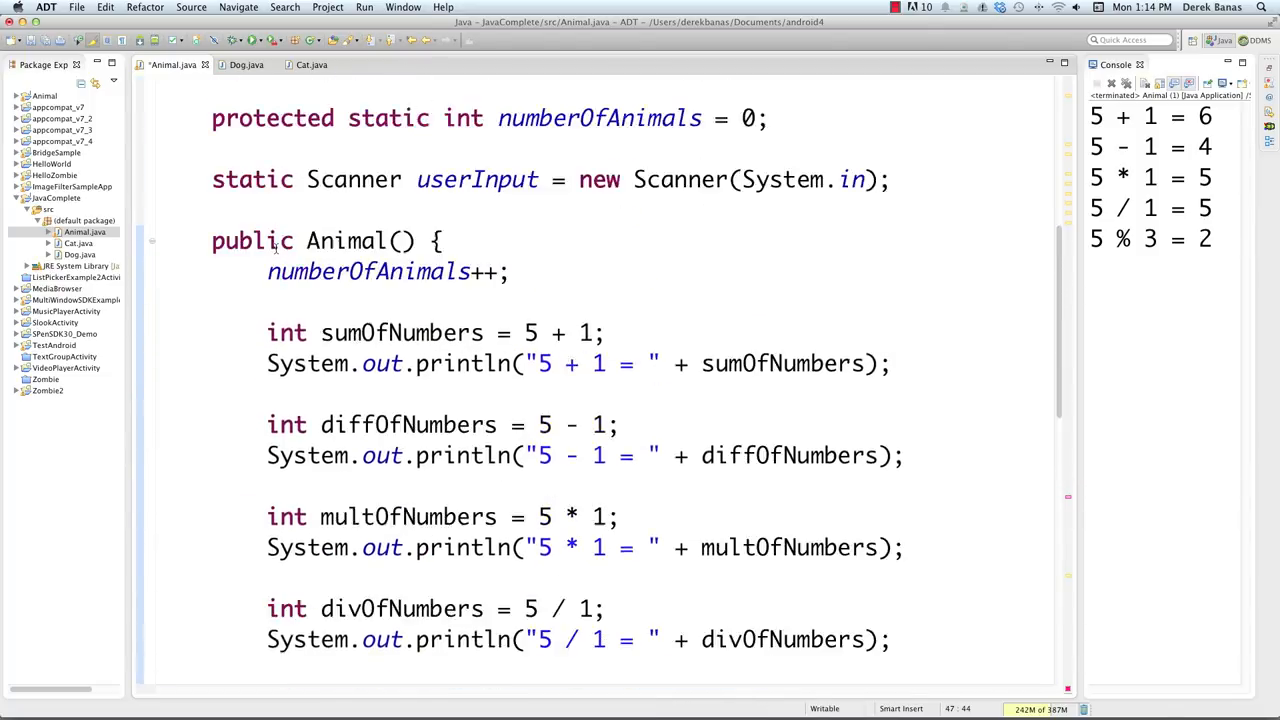 ADT File Edit Refactor Source Navigate Search Project Run Window Help 10 Mon 1:14 PM Derek Banas
Java - JavaComplete/src/Animal.java - ADT - /Users/derekbanas/Documents/android4
Quick Access Java DDMS
Package Exp
*Animal.java Dog.java Cat.java
Console
<terminated> Animal (1) [Java Application] /S
Animal
appcompat_v7
appcompat_v7_2
appcompat_v7_3
appcompat_v7_4
BridgeSample
HelloWorld
HelloZombie
ImageFilterSampleApp
JavaComplete
src
(default package)
Animal.java
Cat.java
Dog.java
JRE System Library [Ja
ListPickerExample2Activi
MediaBrowser
MultiWindowSDKExample
MusicPlayerActivity
SlookActivity
SPenSDK30_Demo
TestAndroid
TextGroupActivity
VideoPlayerActivity
Zombie
Zombie2
protected static int numberOfAnimals = 0;
static Scanner userInput = new Scanner(System.in);
public Animal() {
numberOfAnimals++;
int sumOfNumbers = 5 + 1;
System.out.println("5 + 1 = " + sumOfNumbers);
int diffOfNumbers = 5 - 1;
System.out.println("5 - 1 = " + diffOfNumbers);
int multOfNumbers = 5 * 1;
System.out.println("5 * 1 = " + multOfNumbers);
int divOfNumbers = 5 / 1;
System.out.println("5 / 1 = " + divOfNumbers);
5 + 1 = 6
5 - 1 = 4
5 * 1 = 5
5 / 1 = 5
5 % 3 = 2
Writable Smart Insert 47 : 44 242M of 387M